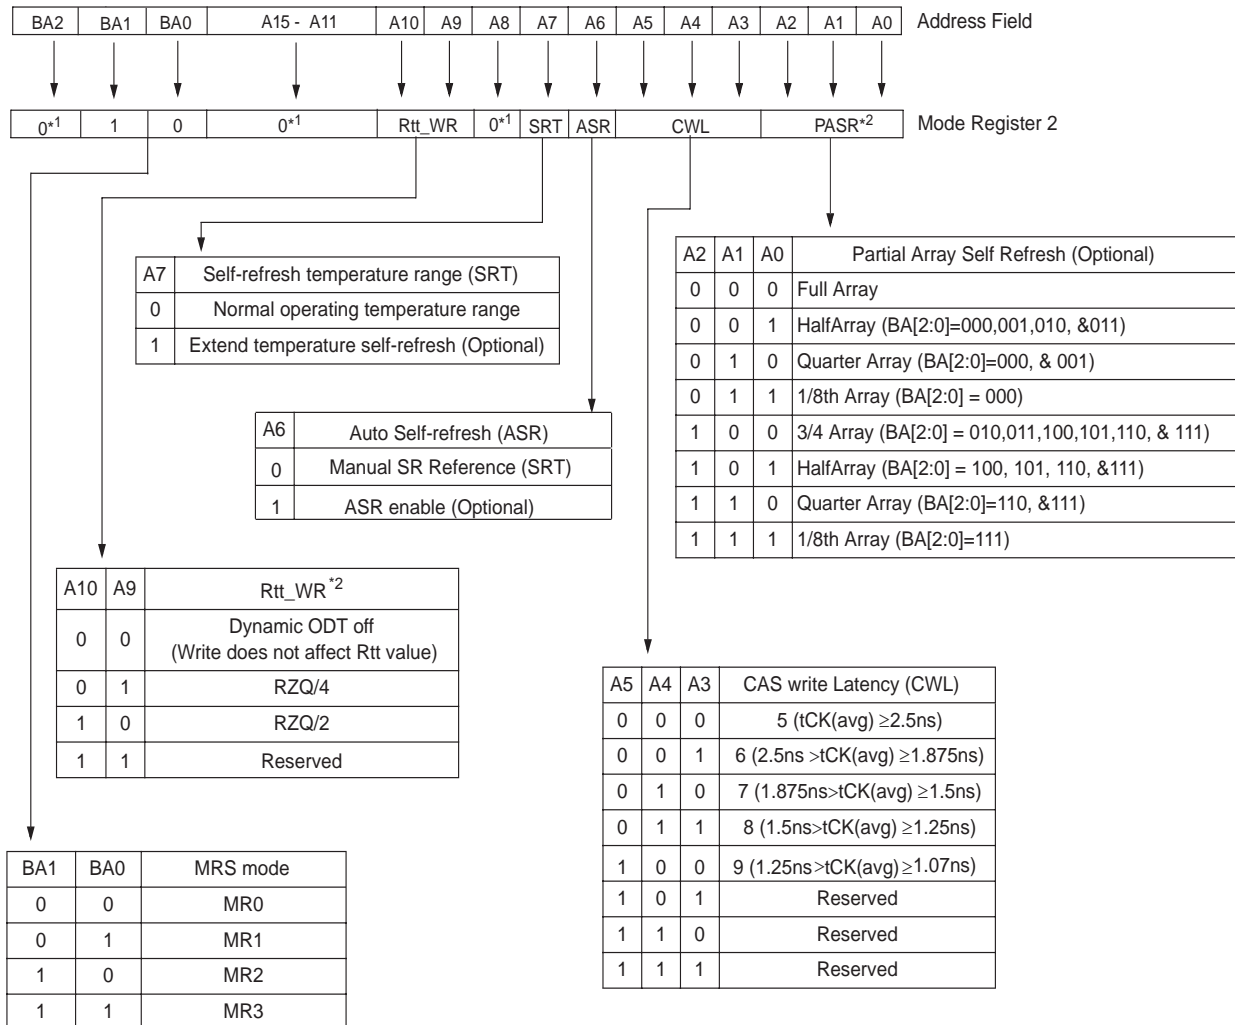 BA2 BA1 BA0 A15 - A11 A10 A9 A8 A7 A6 A5 A4 A3 A2 A1 A0 Address Field
0*1 1 0 0*1 Rtt_WR 0*1 SRT ASR CWL PASR*2 Mode Register 2
A7 Self-refresh temperature range (SRT)
0 Normal operating temperature range
1 Extend temperature self-refresh (Optional)
A2 A1 A0 Partial Array Self Refresh (Optional)
0 0 0 Full Array
0 0 1 HalfArray (BA[2:0]=000,001,010, &011)
0 1 0 Quarter Array (BA[2:0]=000, & 001)
0 1 1 1/8th Array (BA[2:0] = 000)
1 0 0 3/4 Array (BA[2:0] = 010,011,100,101,110, & 111)
1 0 1 HalfArray (BA[2:0] = 100, 101, 110, &111)
1 1 0 Quarter Array (BA[2:0]=110, &111)
1 1 1 1/8th Array (BA[2:0]=111)
A6 Auto Self-refresh (ASR)
0 Manual SR Reference (SRT)
1 ASR enable (Optional)
A10 A9 Rtt_WR*2
0 0 Dynamic ODT off
(Write does not affect Rtt value)
0 1 RZQ/4
1 0 RZQ/2
1 1 Reserved
A5 A4 A3 CAS write Latency (CWL)
0 0 0 5 (tCK(avg) ≥2.5ns)
0 0 1 6 (2.5ns >tCK(avg) ≥1.875ns)
0 1 0 7 (1.875ns>tCK(avg) ≥1.5ns)
0 1 1 8 (1.5ns>tCK(avg) ≥1.25ns)
1 0 0 9 (1.25ns>tCK(avg) ≥1.07ns)
1 0 1 Reserved
1 1 0 Reserved
1 1 1 Reserved
BA1 BA0 MRS mode
0 0 MR0
0 1 MR1
1 0 MR2
1 1 MR3